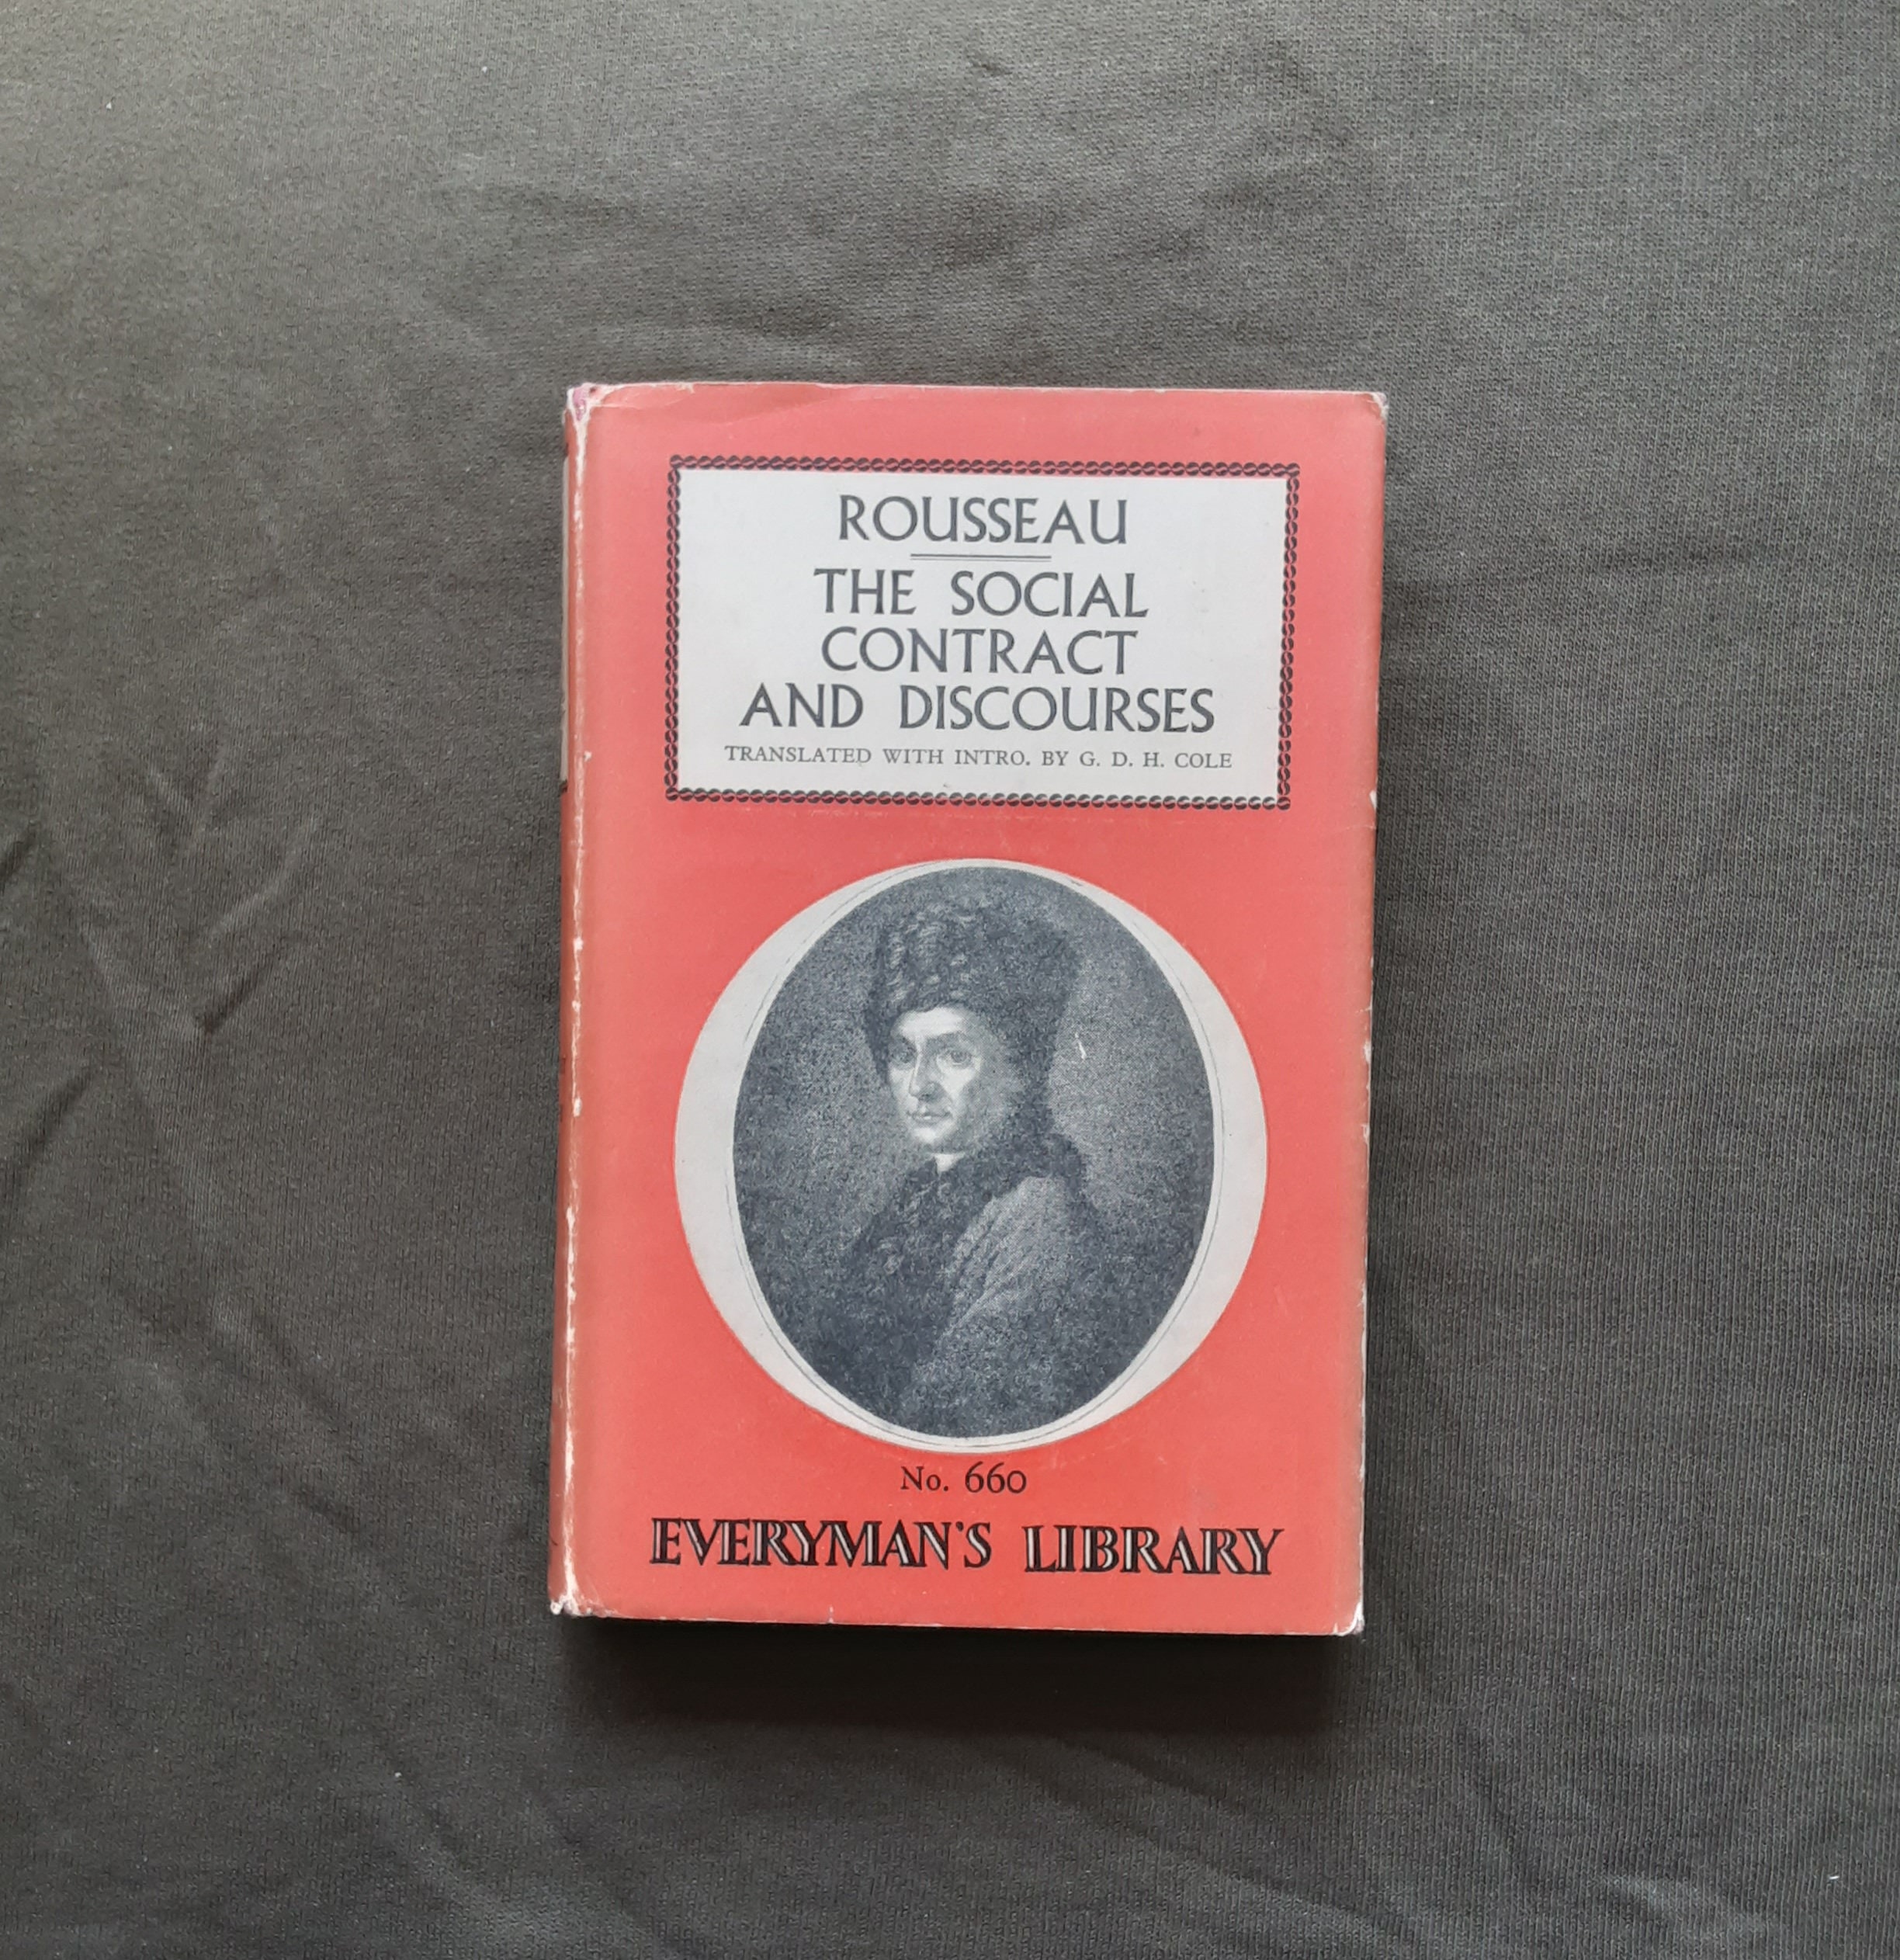 ROUSSEAU
THE SOCIAL
CONTRACT
AND DISCOURSES
TRANSLATED WITH INTRO. BY G. D. H. COLE
No. 660
EVERYMAN'S LIBRARY